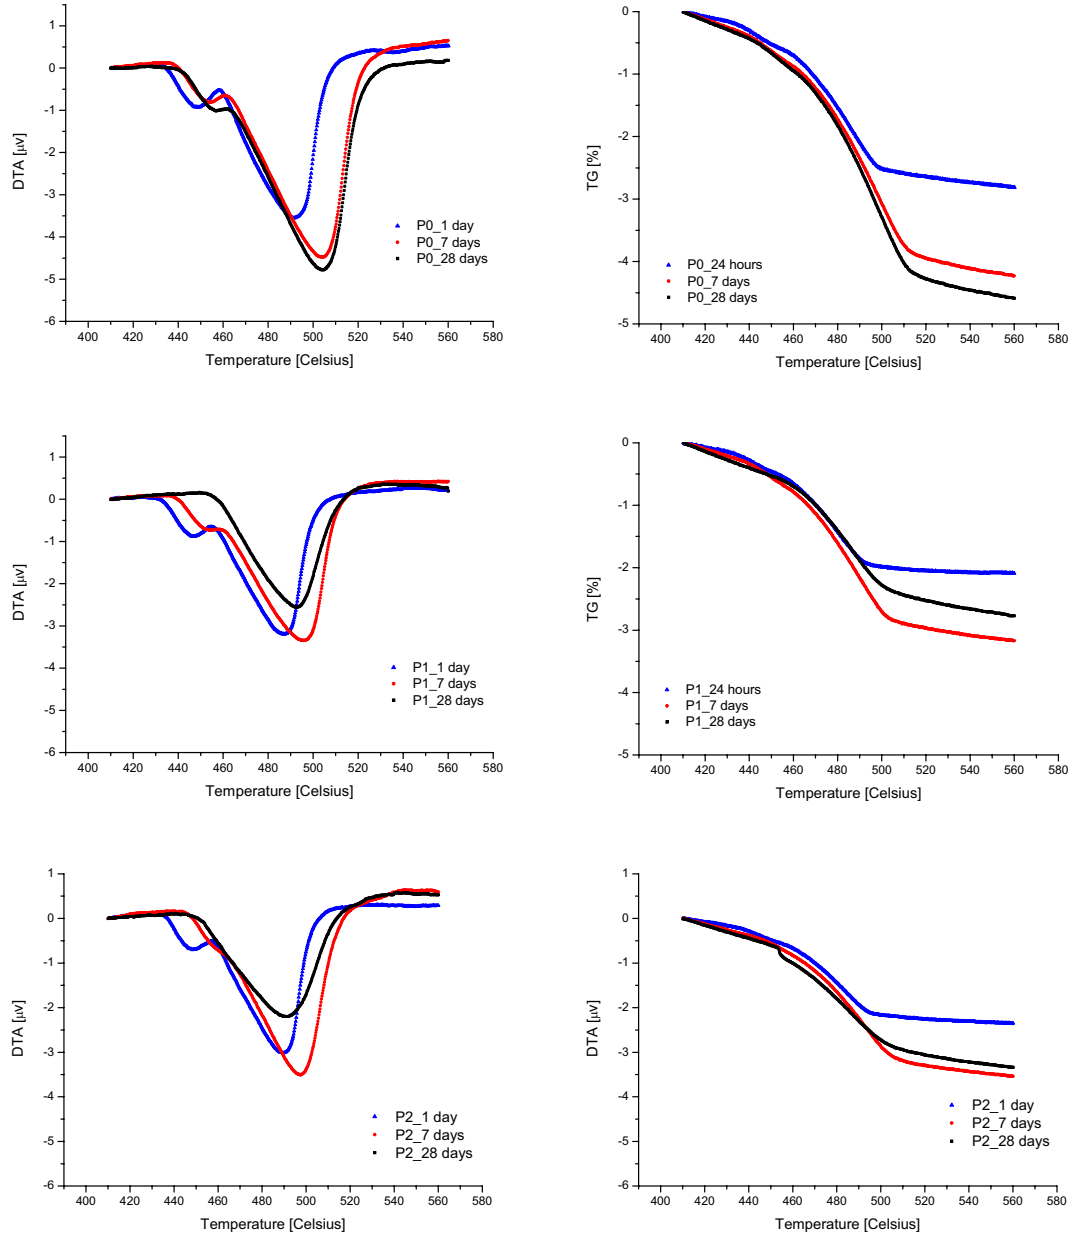 1
0
-1
-2
-3
-4
-5
-6
DTA [μv]
400 420 440 460 480 500 520 540 560 580
Temperature [Celsius]
P0_1 day
P0_7 days
P0_28 days
0
-1
-2
-3
-4
-5
TG [%]
400 420 440 460 480 500 520 540 560 580
Temperature [Celsius]
P0_24 hours
P0_7 days
P0_28 days
1
0
-1
-2
-3
-4
-5
-6
DTA [μv]
400 420 440 460 480 500 520 540 560 580
Temperature [Celsius]
P1_1 day
P1_7 days
P1_28 days
0
-1
-2
-3
-4
-5
TG [%]
400 420 440 460 480 500 520 540 560 580
Temperature [Celsius]
P1_24 hours
P1_7 days
P1_28 days
1
0
-1
-2
-3
-4
-5
-6
DTA [μv]
400 420 440 460 480 500 520 540 560 580
Temperature [Celsius]
P2_1 day
P2_7 days
P2_28 days
1
0
-1
-2
-3
-4
-5
-6
DTA [μv]
400 420 440 460 480 500 520 540 560 580
Temperature [Celsius]
P2_1 day
P2_7 days
P2_28 days